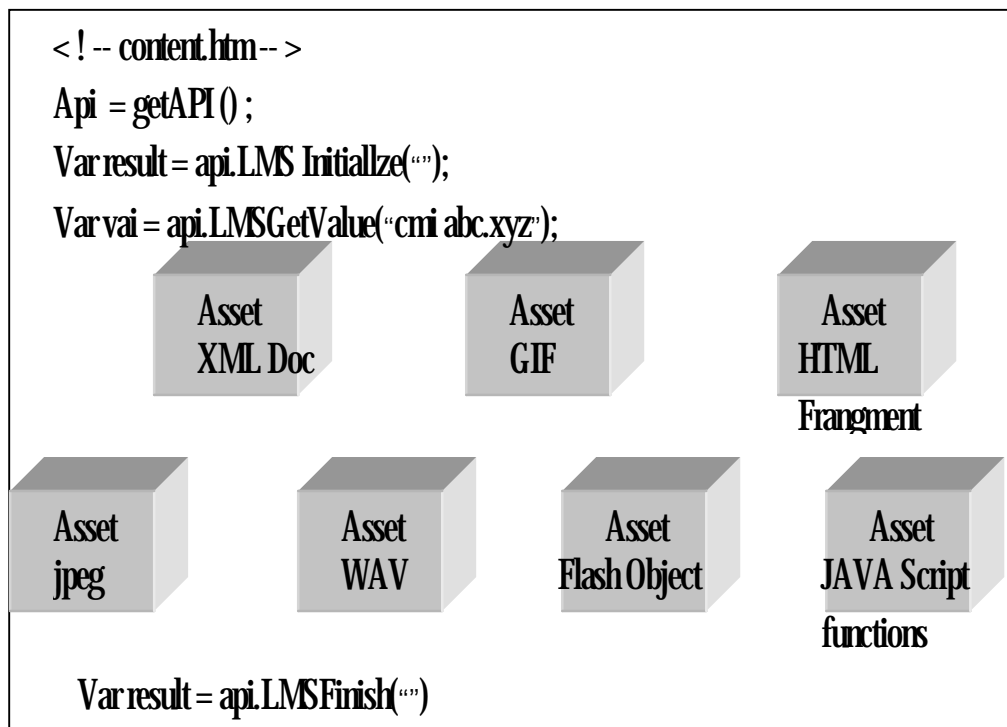 < ! -- content.htm -- >
Api = getAPI () ;
Var result = api.LMS Initiallze(“”);
Var vai = api.LMSGetValue(“cmi abc.xyz”);
Asset
XML Doc
Asset
GIF
Asset
HTML
Frangment
Asset
jpeg
Asset
WAV
Asset
Flash Object
Asset
JAVA Script
functions
Var result = api.LMSFinish(“”)